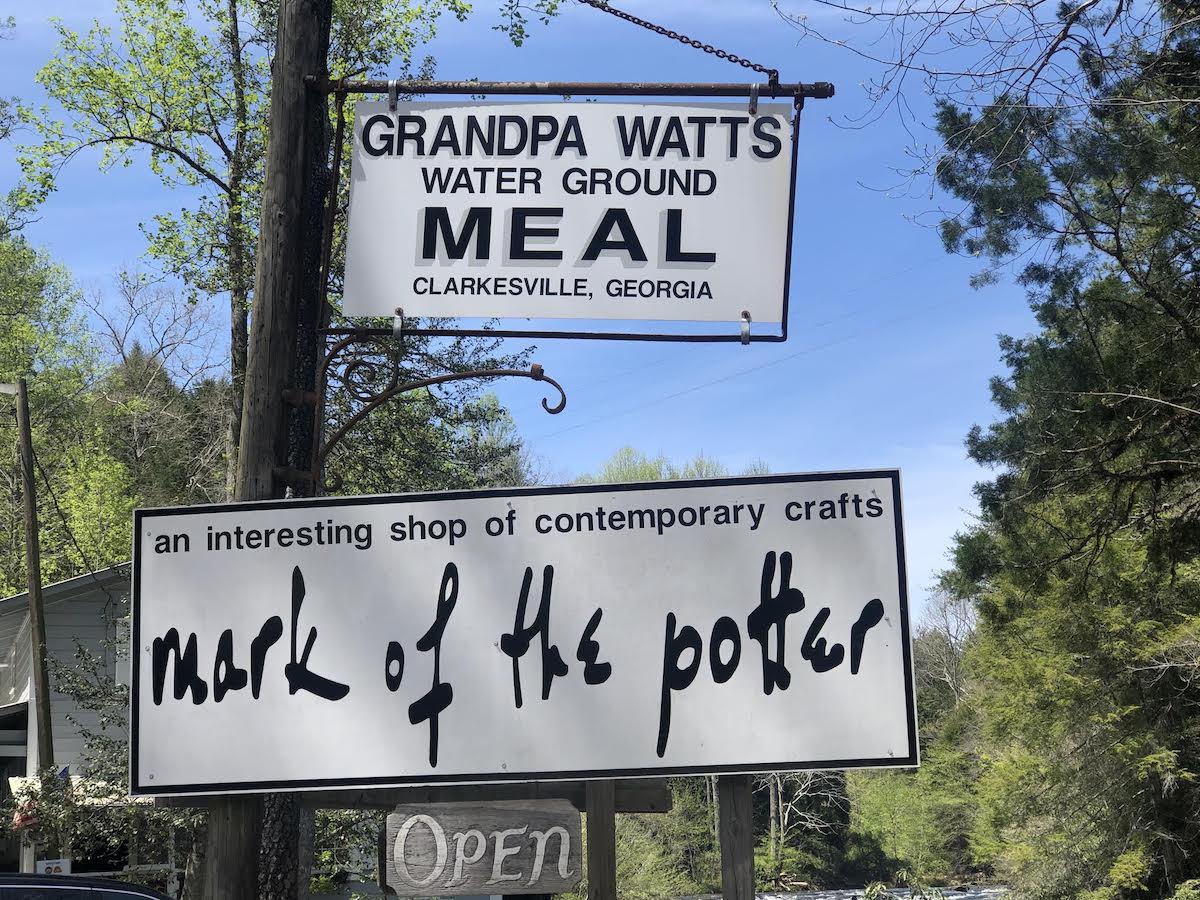 GRANDPA WATTS
WATER GROUND
MEAL
CLARKESVILLE, GEORGIA
an interesting shop of contemporary crafts
mark of the potter
OPEN